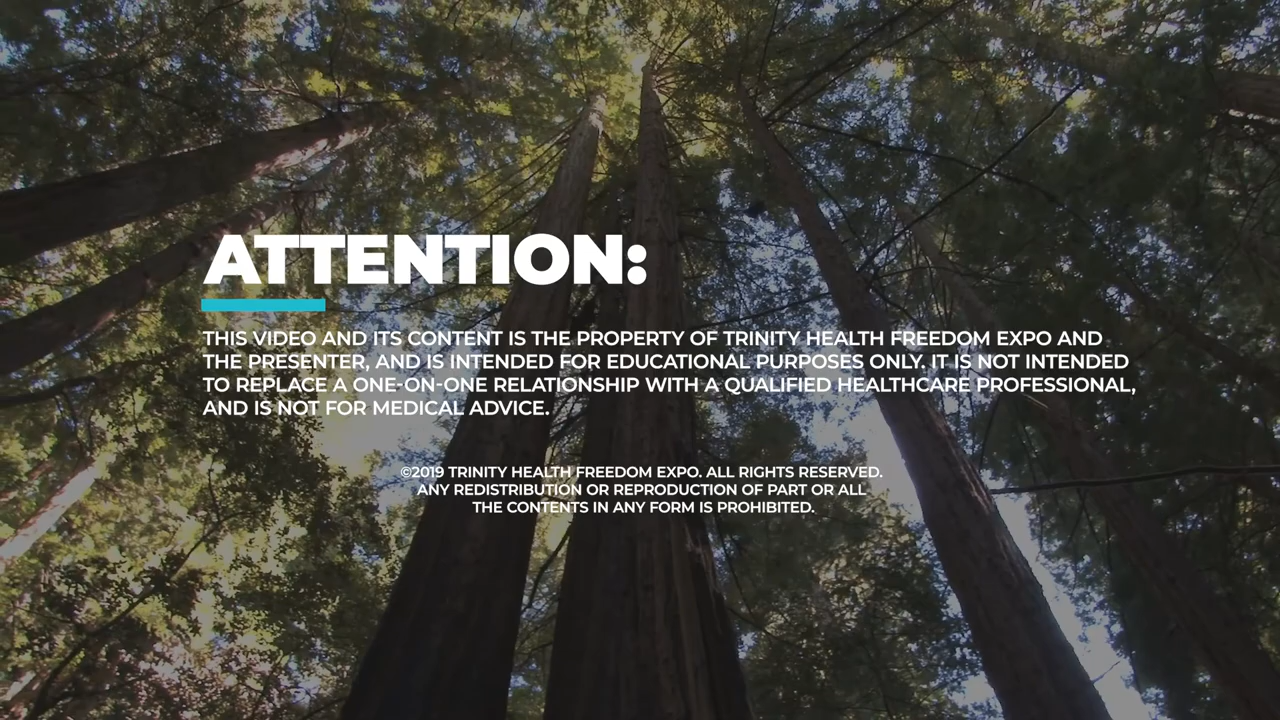 ATTENTION:
THIS VIDEO AND ITS CONTENT IS THE PROPERTY OF TRINITY HEALTH FREEDOM EXPO AND
THE PRESENTER, AND IS INTENDED FOR EDUCATIONAL PURPOSES ONLY. IT IS NOT INTENDED
TO REPLACE A ONE-ON-ONE RELATIONSHIP WITH A QUALIFIED HEALTHCARE PROFESSIONAL,
AND IS NOT FOR MEDICAL ADVICE.
©2019 TRINITY HEALTH FREEDOM EXPO. ALL RIGHTS RESERVED.
ANY REDISTRIBUTION OR REPRODUCTION OF PART OR ALL
THE CONTENTS IN ANY FORM IS PROHIBITED.